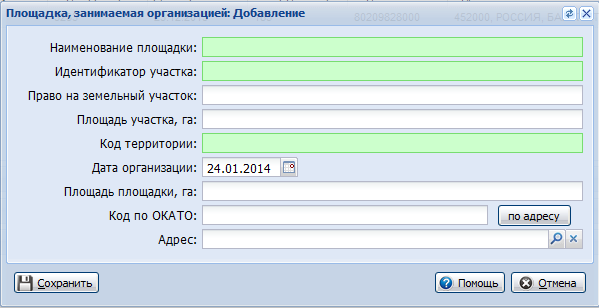 Площадка, занимаемая организацией: Добавление
60209828000 452000, РОССИЯ, БА
Наименование площадки:
Идентификатор участка:
Право на земельный участок:
Площадь участка, га:
Код территории:
Дата организации: 24.01.2014
Площадь площадки, га:
Код по ОКАТО: по адресу
Адрес:
Сохранить Помощь Отмена